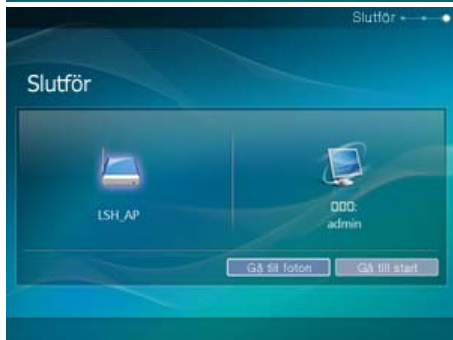 Slutför
Slutför
LSH_AP
□□□:
admin
Gå till foton
Gå till start